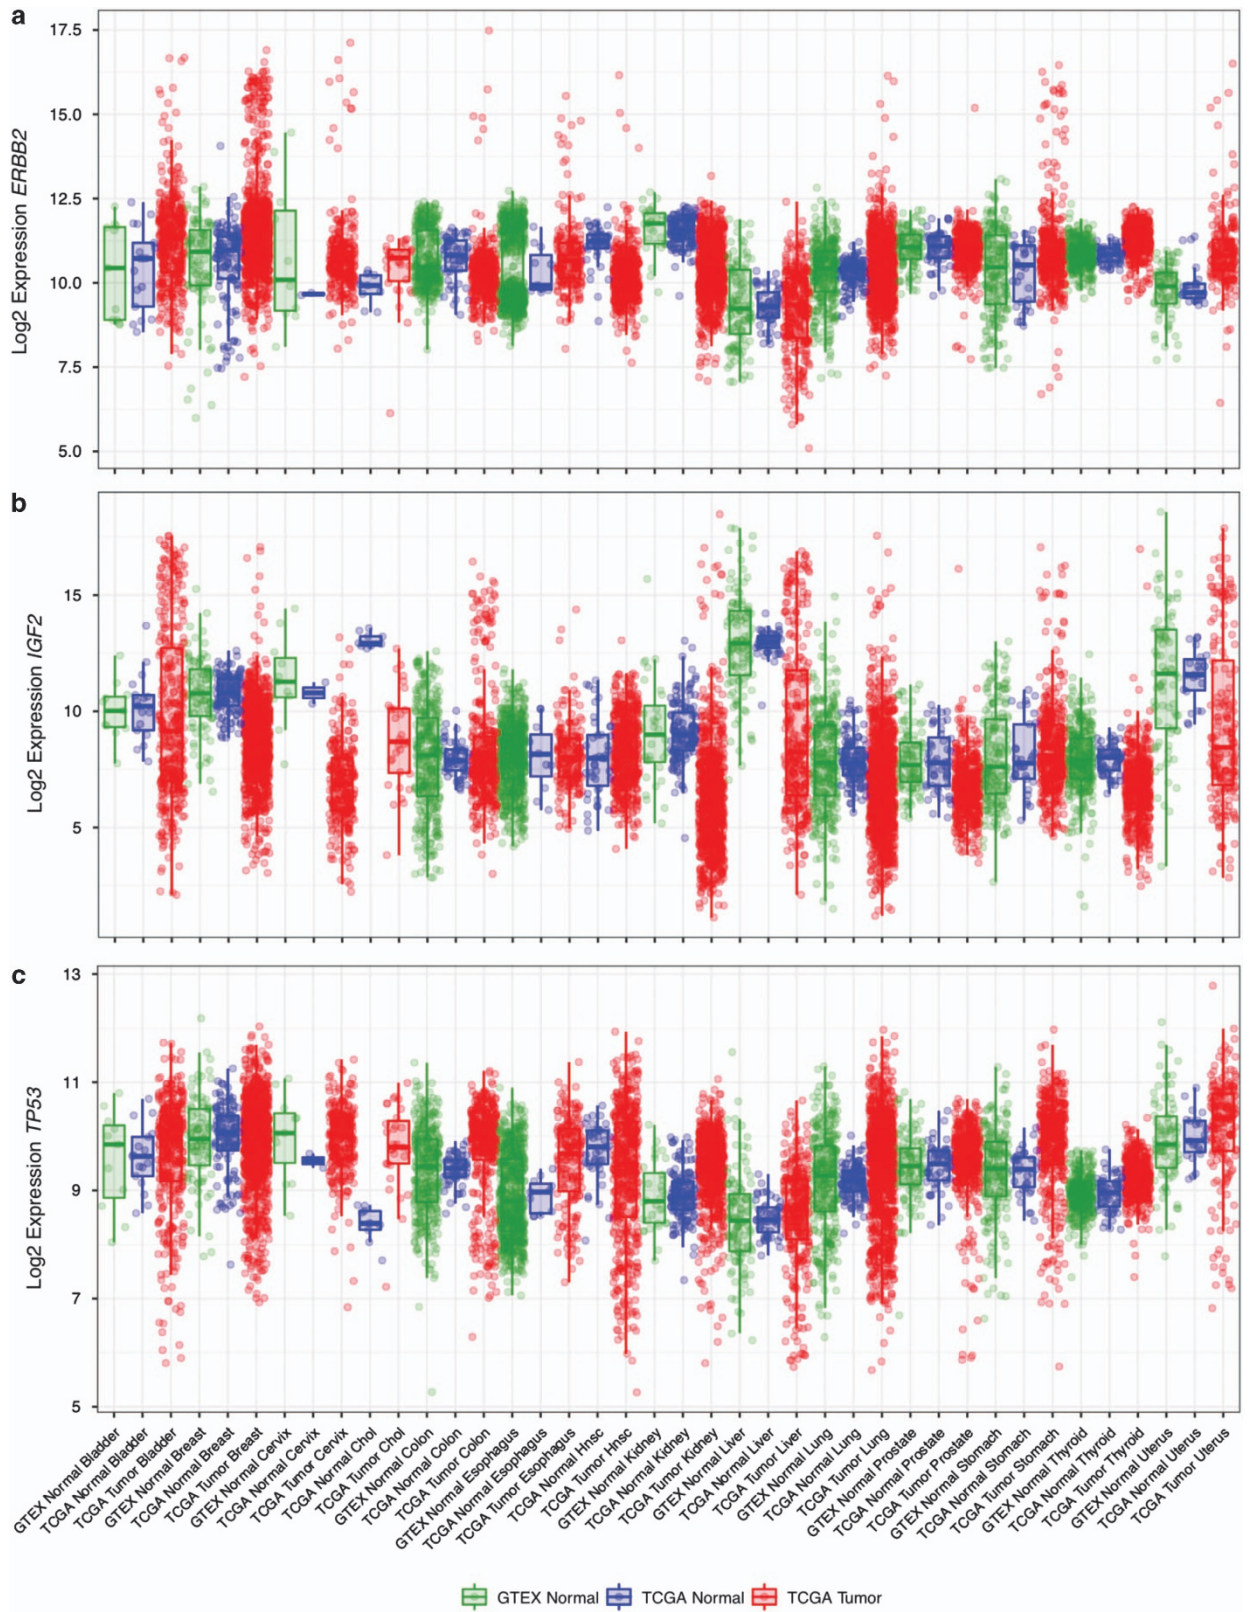 a
17.5
15.0
12.5
10.0
7.5
5.0
Log2 Expression ERBB2
b
15
10
5
Log2 Expression IGF2
c
13
11
9
7
5
Log2 Expression TP53
GTEX Normal Bladder
TCGA Normal Bladder
TCGA Tumor Bladder
GTEX Normal Breast
TCGA Normal Breast
TCGA Tumor Breast
GTEX Normal Cervix
TCGA Normal Cervix
TCGA Tumor Cervix
TCGA Normal Chol
TCGA Tumor Chol
GTEX Normal Colon
TCGA Normal Colon
TCGA Tumor Colon
GTEX Normal Esophagus
TCGA Normal Esophagus
TCGA Tumor Esophagus
TCGA Normal Hnsc
TCGA Tumor Hnsc
GTEX Normal Kidney
TCGA Normal Kidney
TCGA Tumor Kidney
GTEX Normal Liver
TCGA Normal Liver
TCGA Tumor Liver
GTEX Normal Lung
TCGA Normal Lung
TCGA Tumor Lung
GTEX Normal Prostate
TCGA Normal Prostate
TCGA Tumor Prostate
GTEX Normal Stomach
TCGA Normal Stomach
TCGA Tumor Stomach
GTEX Normal Thyroid
TCGA Normal Thyroid
TCGA Tumor Thyroid
GTEX Normal Uterus
TCGA Normal Uterus
TCGA Tumor Uterus
GTEX Normal TCGA Normal TCGA Tumor